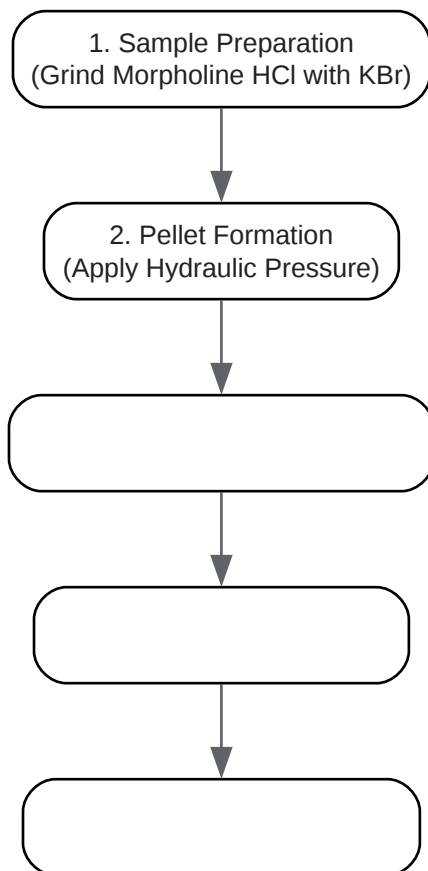 1. Sample Preparation
(Grind Morpholine HCl with KBr)
2. Pellet Formation
(Apply Hydraulic Pressure)